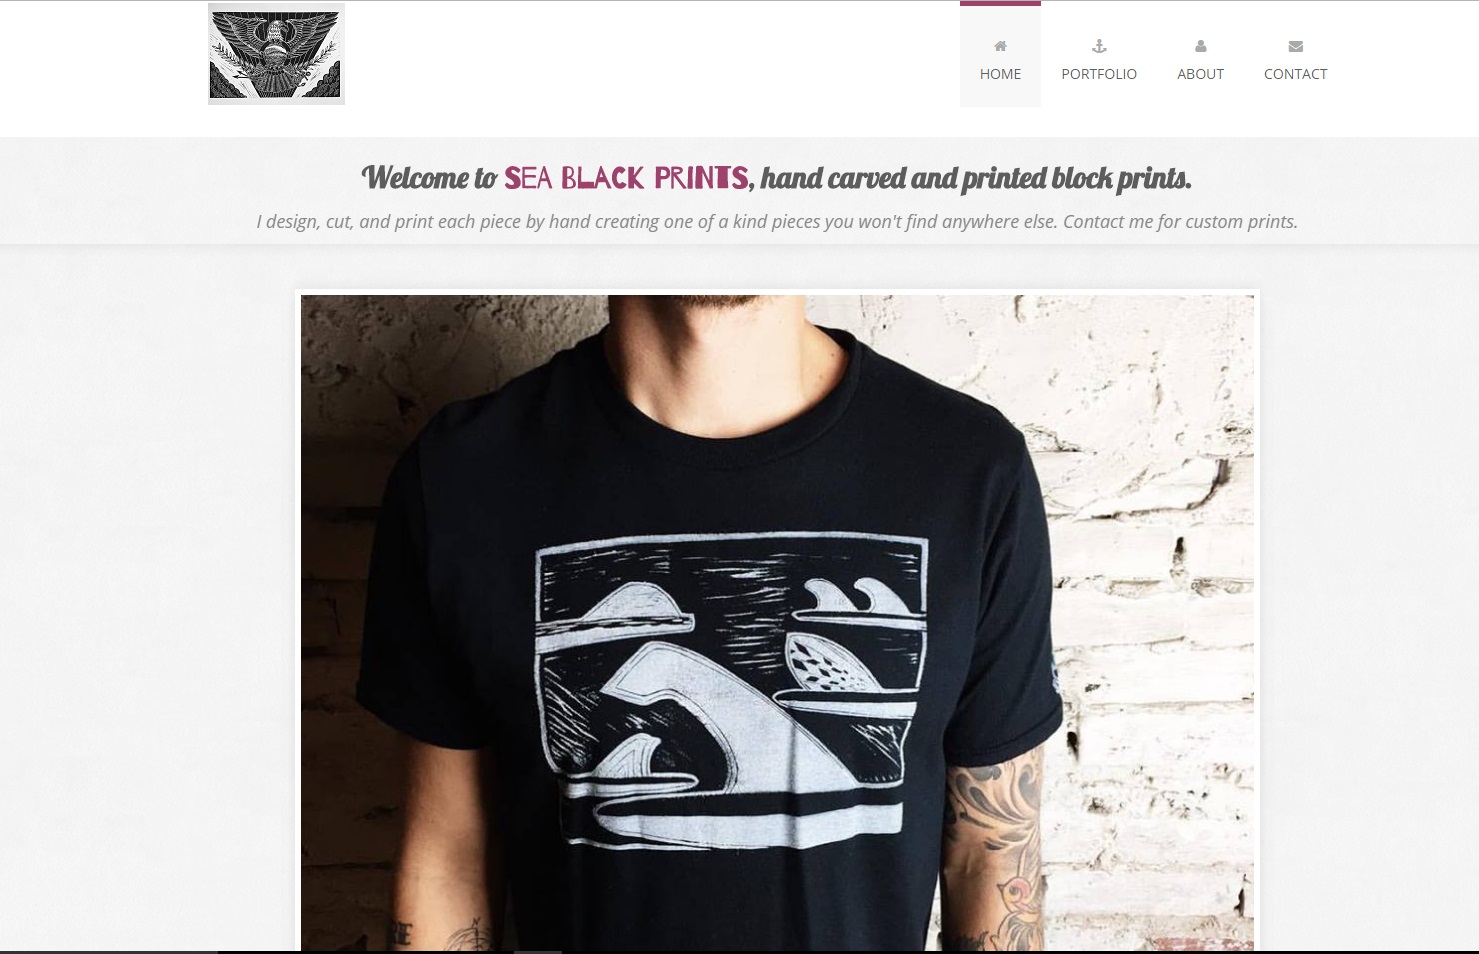 HOME
PORTFOLIO
ABOUT
CONTACT
Welcome to SEA BLACK PRINTS, hand carved and printed block prints.
I design, cut, and print each piece by hand creating one of a kind pieces you won't find anywhere else. Contact me for custom prints.